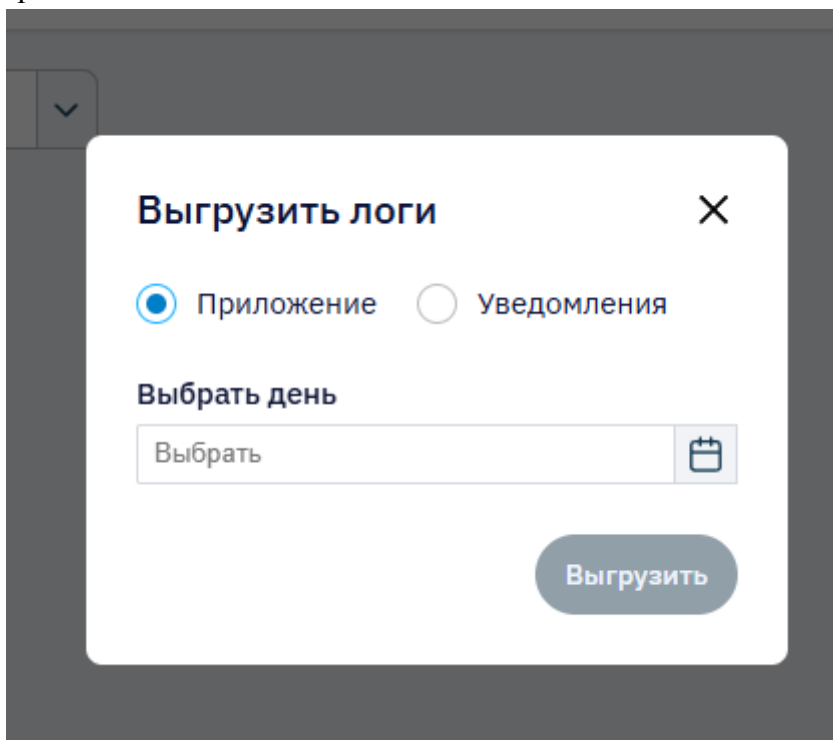 Выгрузить логи
Приложение Уведомления
Выбрать день
Выбрать
Выгрузить